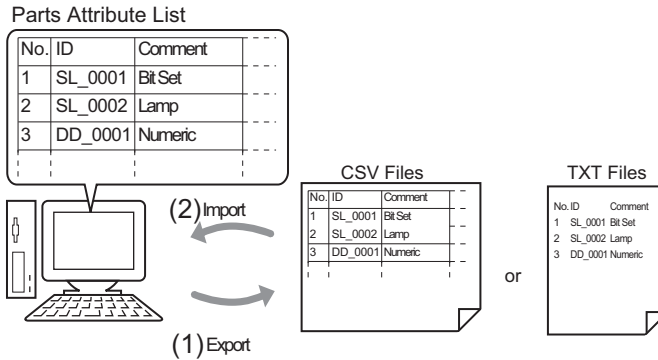 Parts Attribute List
No. ID Comment
1 SL_0001 Bit Set
2 SL_0002 Lamp
3 DD_0001 Numeric
(2) Import
(1) Export
CSV Files
No. ID Comment
1 SL_0001 Bit Set
2 SL_0002 Lamp
3 DD_0001 Numeric
or
TXT Files
No. ID Comment
1 SL_0001 Bit Set
2 SL_0002 Lamp
3 DD_0001 Numeric